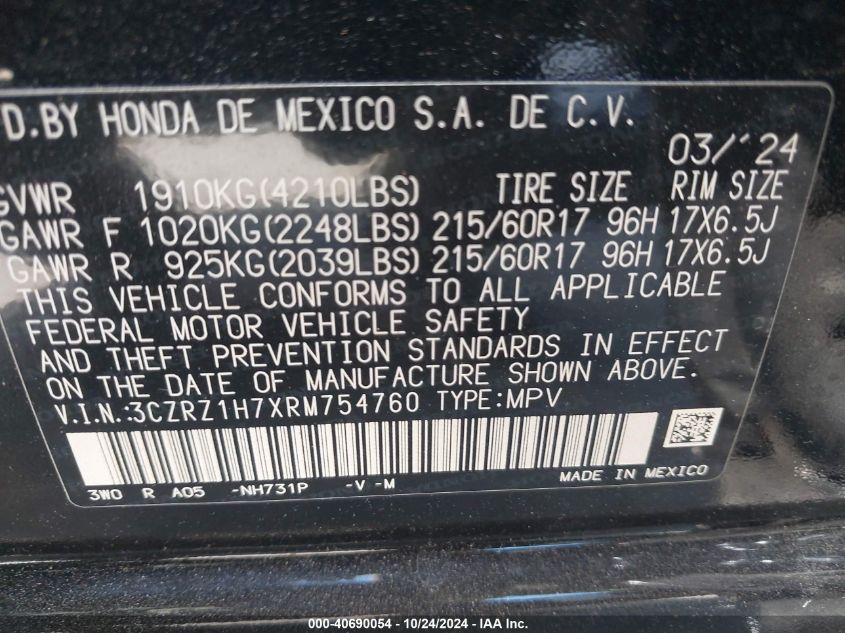 D.BY HONDA DE MEXICO S.A. DE C.V.
03/'24
GVWR 1910KG(4210LBS) TIRE SIZE RIM SIZE
GAWR F 1020KG(2248LBS) 215/60R17 96H 17X6.5J
GAWR R 925KG(2039LBS) 215/60R17 96H 17X6.5J
THIS VEHICLE CONFORMS TO ALL APPLICABLE
FEDERAL MOTOR VEHICLE SAFETY
AND THEFT PREVENTION STANDARDS IN EFFECT
ON THE DATE OF MANUFACTURE SHOWN ABOVE.
V.I.N.:3CZRZ1H7XRM754760 TYPE:MPV
3W0 R A05 -NH731P -V -M MADE IN MEXICO
000-40690054 - 10/24/2024 - IAA Inc.